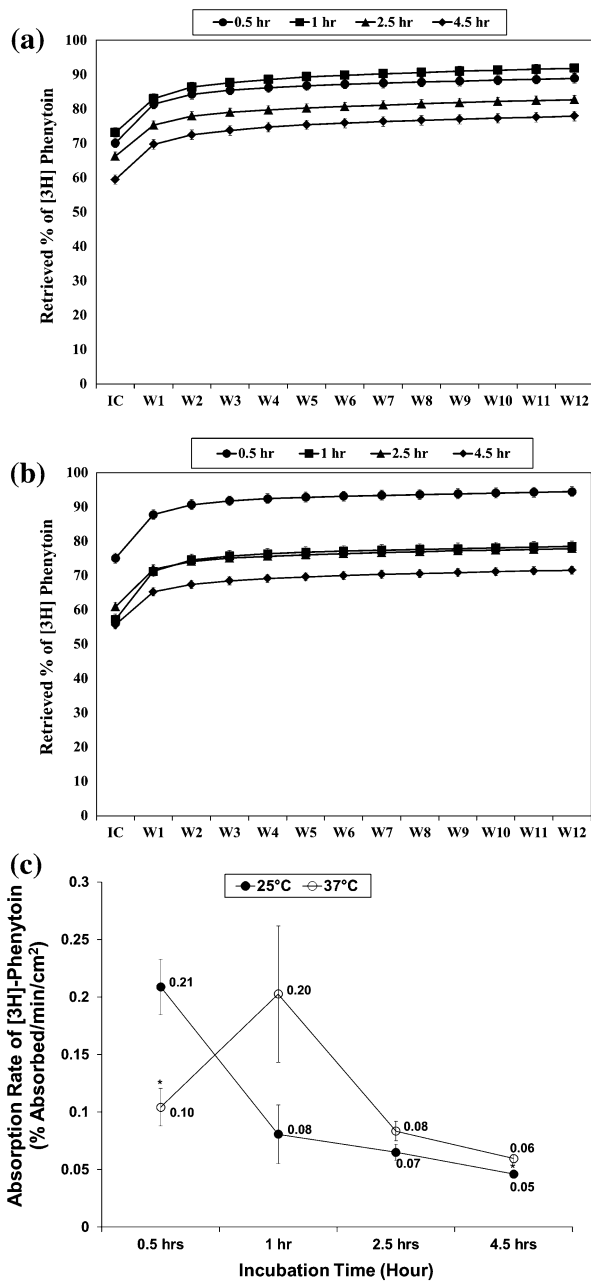 (a)
0.5 hr 1 hr 2.5 hr 4.5 hr
Retrieved % of [3H] Phenytoin
100
90
80
70
60
50
40
30
20
10
0
IC W1 W2 W3 W4 W5 W6 W7 W8 W9 W10 W11 W12
(b)
0.5 hr 1 hr 2.5 hr 4.5 hr
Retrieved % of [3H] Phenytoin
100
90
80
70
60
50
40
30
20
10
0
IC W1 W2 W3 W4 W5 W6 W7 W8 W9 W10 W11 W12
(c)
25°C 37°C
Absorption Rate of [3H]-Phenytoin
(% Absorbed/min/cm²)
0.3
0.25
0.2
0.15
0.1
0.05
0
0.21
0.20
*
0.10
0.08
0.08
0.07
0.06
*
0.05
0.5 hrs 1 hr 2.5 hrs 4.5 hrs
Incubation Time (Hour)